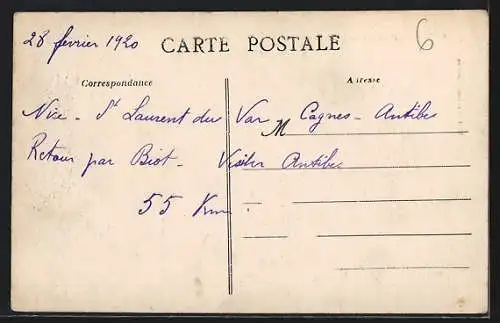 28 février 1920
CARTE POSTALE
6
Correspondance
Adresse
Nice - St Laurent du Var Cagnes - Antibes
M
Retour par Biot - Visiter Antibes
55 Km